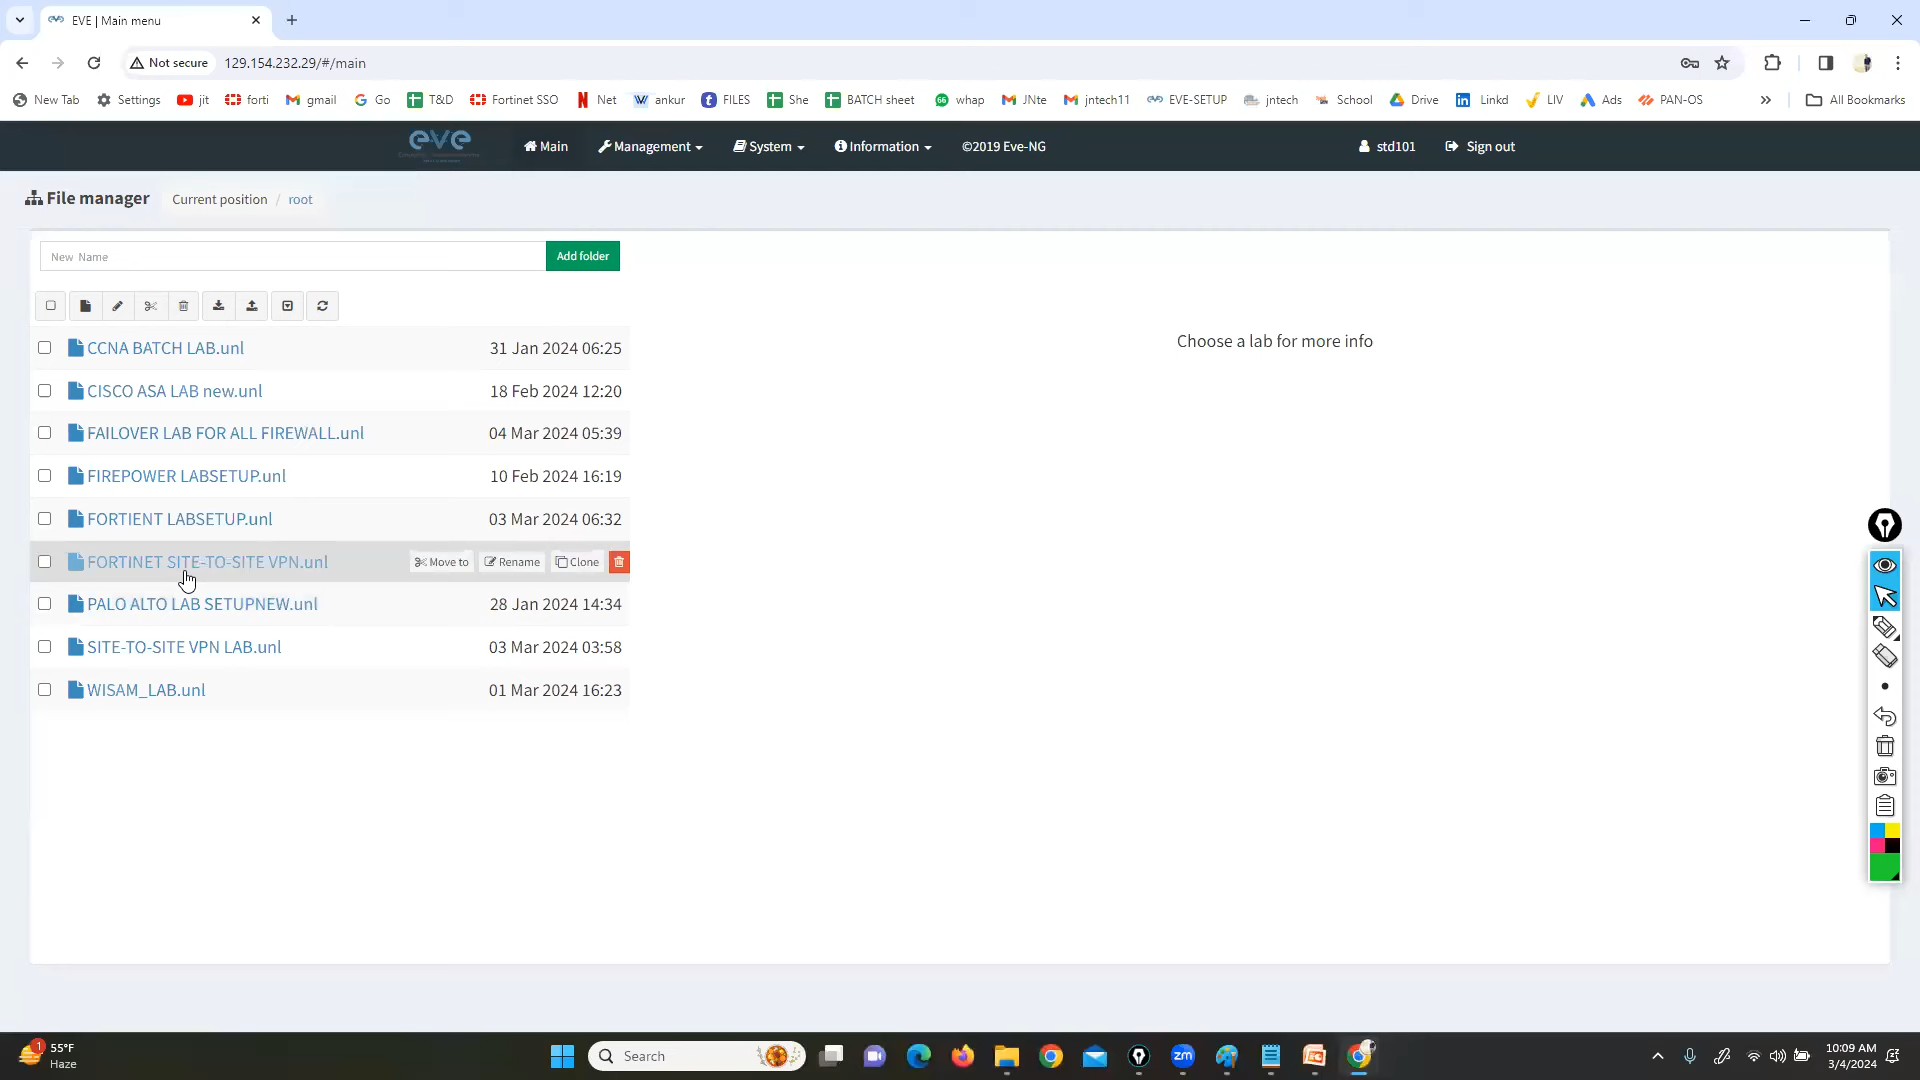 EVE | Main menu
Not secure 129.154.232.29/#/main
New Tab Settings jit forti gmail Go T&D Fortinet SSO Net ankur FILES She BATCH sheet whap JNte jntech11 EVE-SETUP jntech School Drive Linkd LIV Ads PAN-OS » All Bookmarks
eve Main Management System Information ©2019 Eve-NG std101 Sign out
File manager Current position / root
New Name Add folder
CCNA BATCH LAB.unl 31 Jan 2024 06:25
Choose a lab for more info
CISCO ASA LAB new.unl 18 Feb 2024 12:20
FAILOVER LAB FOR ALL FIREWALL.unl 04 Mar 2024 05:39
FIREPOWER LABSETUP.unl 10 Feb 2024 16:19
FORTIENT LABSETUP.unl 03 Mar 2024 06:32
FORTINET SITE-TO-SITE VPN.unl Move to Rename Clone
PALO ALTO LAB SETUPNEW.unl 28 Jan 2024 14:34
SITE-TO-SITE VPN LAB.unl 03 Mar 2024 03:58
WISAM_LAB.unl 01 Mar 2024 16:23
1 55°F
Haze
Search
zm
10:09 AM
3/4/2024